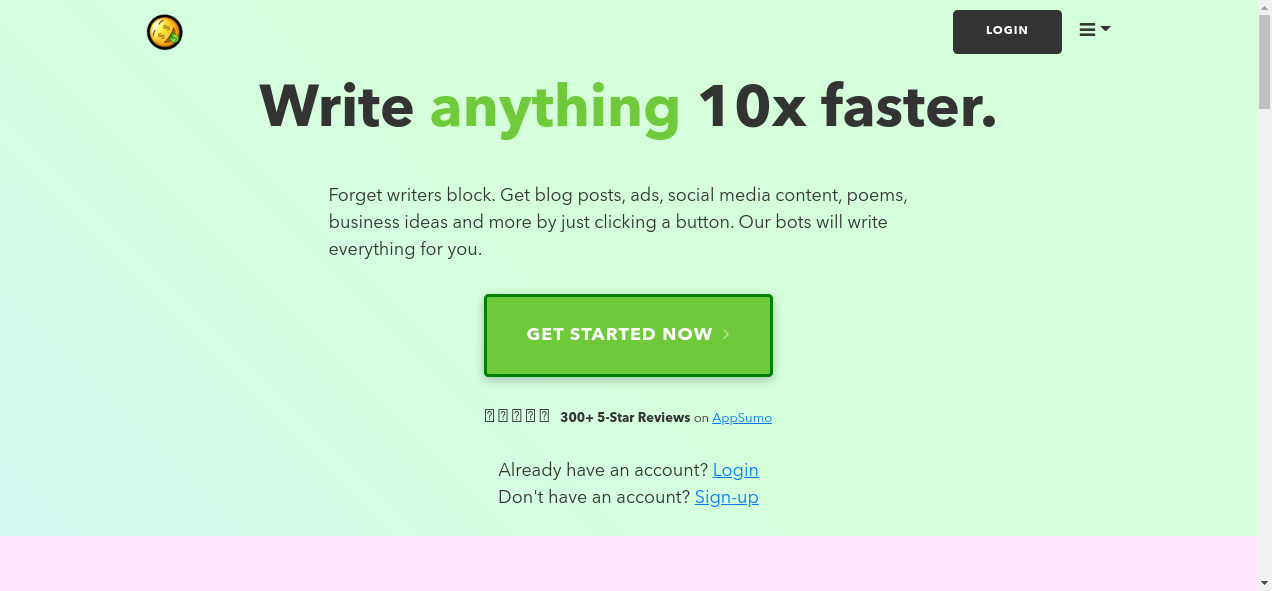 LOGIN
Write anything 10x faster.
Forget writers block. Get blog posts, ads, social media content, poems,
business ideas and more by just clicking a button. Our bots will write
everything for you.
GET STARTED NOW
300+ 5-Star Reviews on AppSumo
Already have an account? Login
Don't have an account? Sign-up